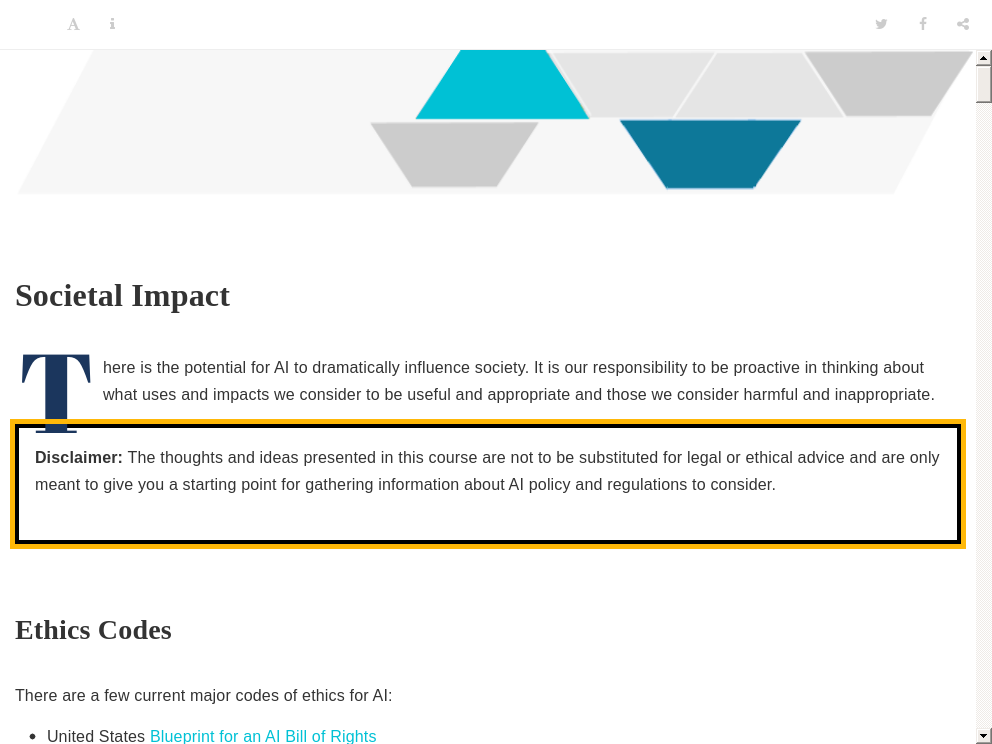 Societal Impact
There is the potential for AI to dramatically influence society. It is our responsibility to be proactive in thinking about
what uses and impacts we consider to be useful and appropriate and those we consider harmful and inappropriate.
Disclaimer: The thoughts and ideas presented in this course are not to be substituted for legal or ethical advice and are only
meant to give you a starting point for gathering information about AI policy and regulations to consider.
Ethics Codes
There are a few current major codes of ethics for AI:
• United States Blueprint for an AI Bill of Rights